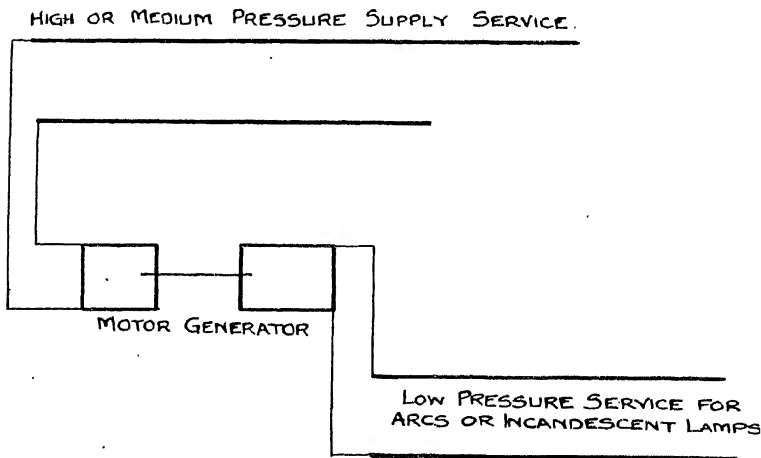 HIGH OR MEDIUM PRESSURE SUPPLY SERVICE.
MOTOR GENERATOR
LOW PRESSURE SERVICE FOR
ARCS OR INCANDESCENT LAMPS